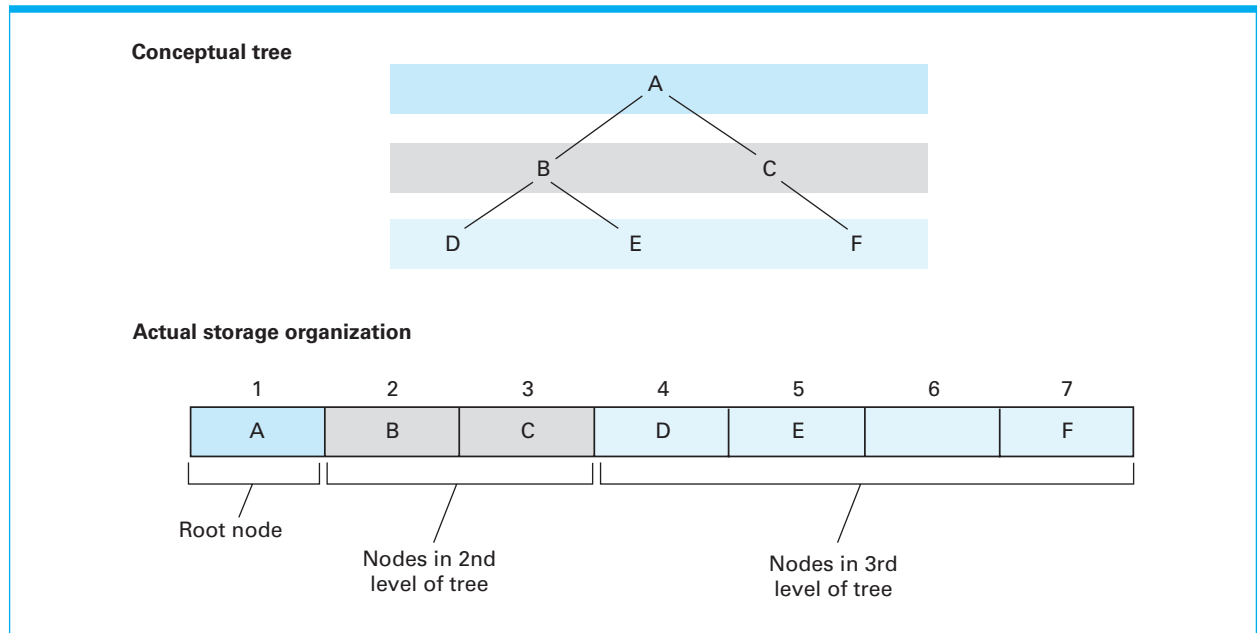 Conceptual tree
A
B C
D E F
Actual storage organization
1 2 3 4 5 6 7
A B C D E F
Root node
Nodes in 2nd
level of tree
Nodes in 3rd
level of tree